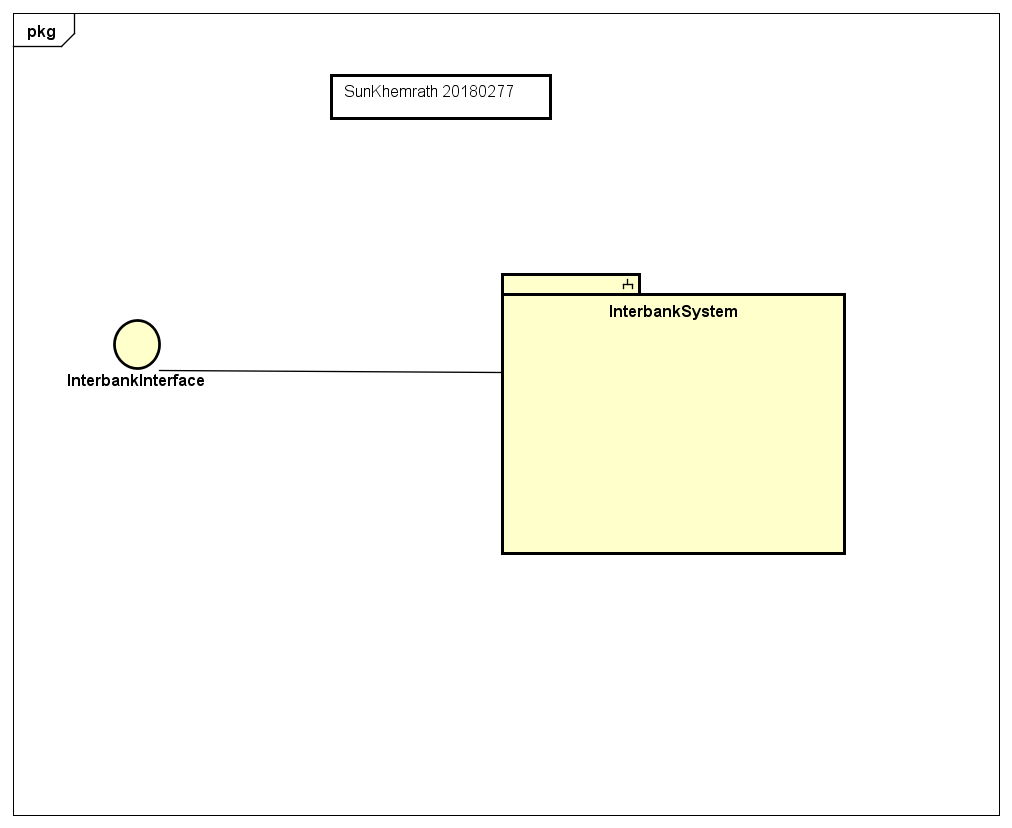 pkg
SunKhemrath 20180277
InterbankSystem
InterbankInterface